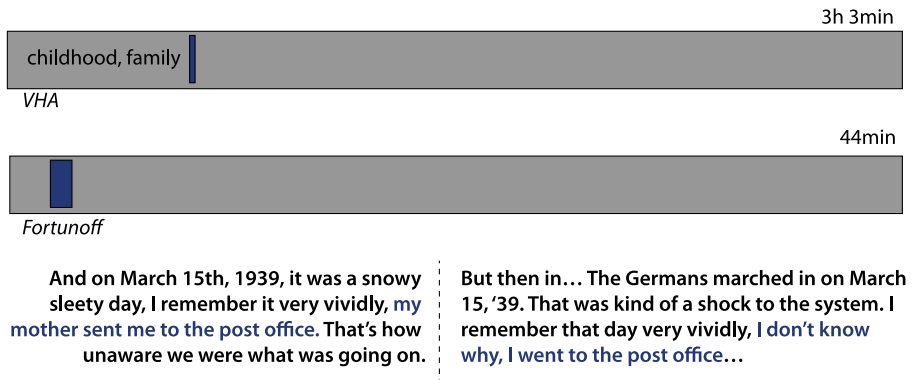 3h 3min
childhood, family
VHA
44min
Fortunoff
And on March 15th, 1939, it was a snowy
sleety day, I remember it very vividly, my
mother sent me to the post office. That’s how
unaware we were what was going on.
But then in… The Germans marched in on March
15, ‘39. That was kind of a shock to the system. I
remember that day very vividly, I don’t know
why, I went to the post office…